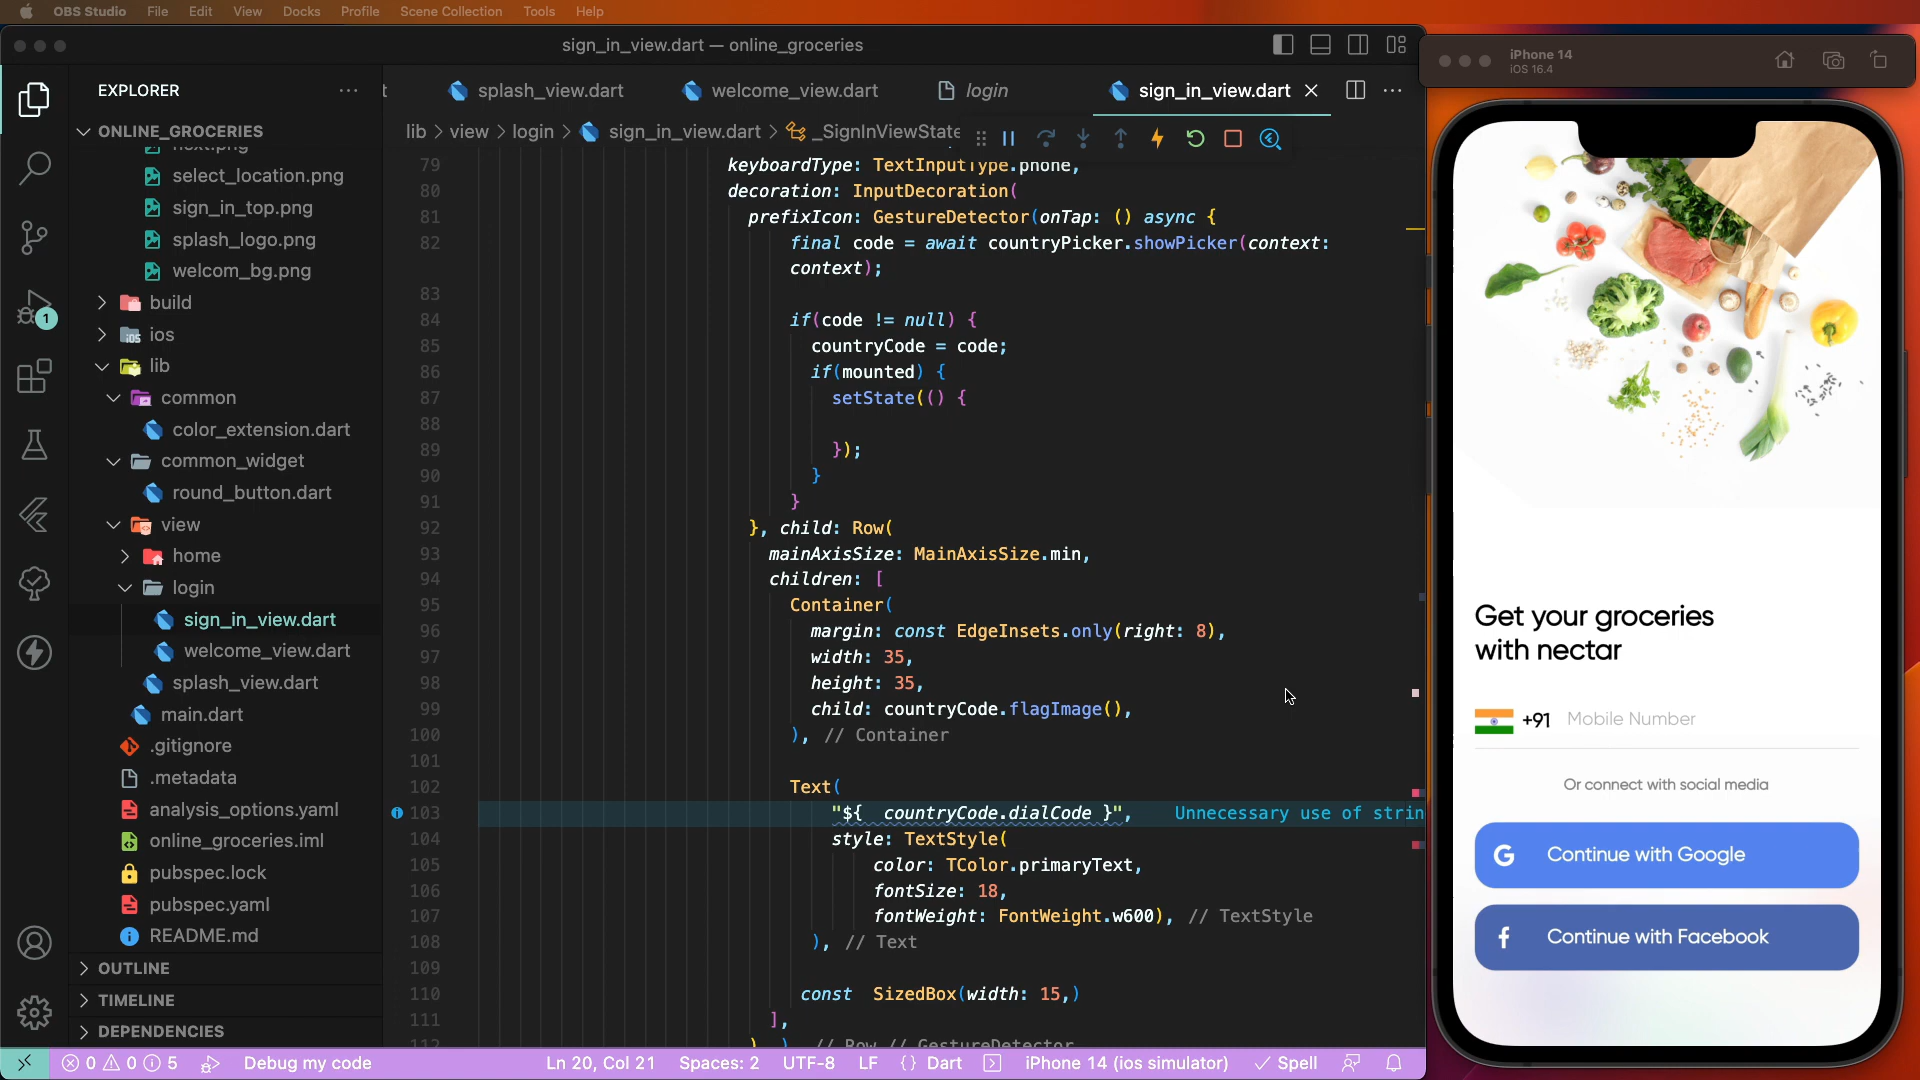 OBS Studio File Edit View Docks Profile Scene Collection Tools Help
sign_in_view.dart — online_groceries
EXPLORER
splash_view.dart
welcome_view.dart
login
sign_in_view.dart
lib > view > login > sign_in_view.dart > _SignInViewState
ONLINE_GROCERIES
next.png
select_location.png
sign_in_top.png
splash_logo.png
welcom_bg.png
build
ios
lib
common
color_extension.dart
common_widget
round_button.dart
view
home
login
sign_in_view.dart
welcome_view.dart
splash_view.dart
main.dart
.gitignore
.metadata
analysis_options.yaml
online_groceries.iml
pubspec.lock
pubspec.yaml
README.md
OUTLINE
TIMELINE
DEPENDENCIES
1
79 keyboardType: TextInputType.phone,
80 decoration: InputDecoration(
81 prefixIcon: GestureDetector(onTap: () async {
82 final code = await countryPicker.showPicker(context:
context);
83
84 if(code != null) {
85 countryCode = code;
86 if(mounted) {
87 setState(() {
88
89 });
90 }
91 }
92 }, child: Row(
93 mainAxisSize: MainAxisSize.min,
94 children: [
95 Container(
96 margin: const EdgeInsets.only(right: 8),
97 width: 35,
98 height: 35,
99 child: countryCode.flagImage(),
100 ), // Container
101
102 Text(
103 "${  countryCode.dialCode }", Unnecessary use of strin
104 style: TextStyle(
105 color: TColor.primaryText,
106 fontSize: 18,
107 fontWeight: FontWeight.w600), // TextStyle
108 ), // Text
109
110 const  SizedBox(width: 15,)
111 ],
112 ), ), // Row // GestureDetector
0 0 5 Debug my code Ln 20, Col 21 Spaces: 2 UTF-8 LF {} Dart iPhone 14 (ios simulator) Spell
iPhone 14
iOS 16.4
Get your groceries
with nectar
+91 Mobile Number
Or connect with social media
G Continue with Google
f Continue with Facebook